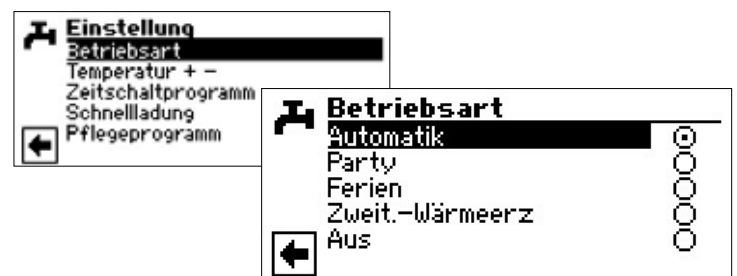 Einstellung
Betriebsart
Temperatur + -
Zeitschaltprogramm
Schnellladung
Pflegeprogramm
Betriebsart
Automatik
Party
Ferien
Zweit.-Wärmeerz
Aus